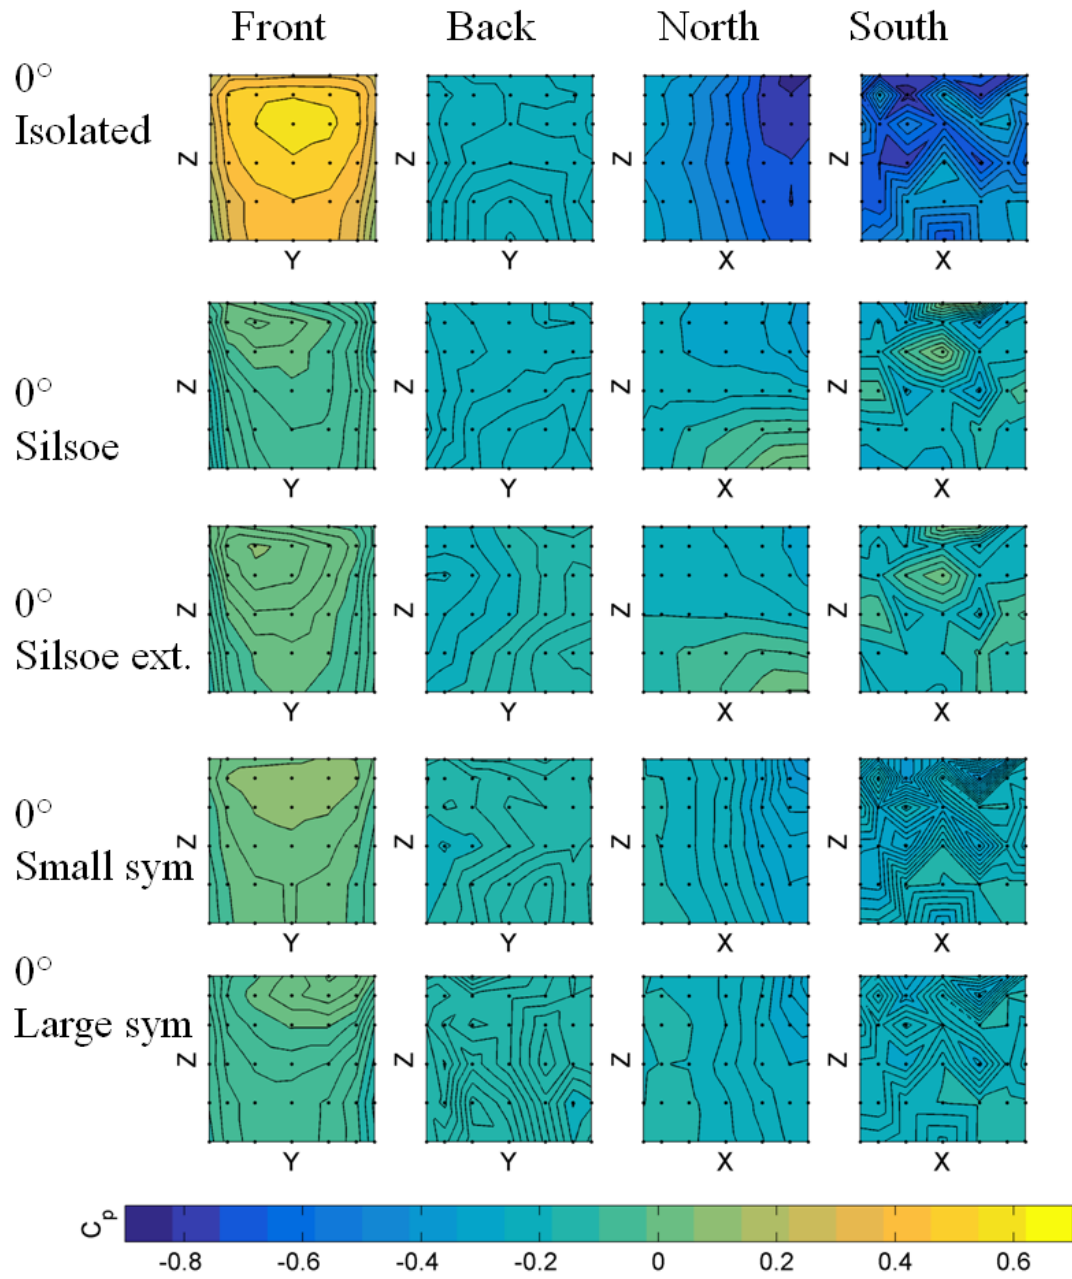 Front Back North South
0°
Isolated
Z Z Z Z
Y Y X X
0°
Silsoe
Z Z Z Z
Y Y X X
0°
Silsoe ext.
Z Z Z Z
Y Y X X
0°
Small sym
Z Z Z Z
Y Y X X
0°
Large sym
Z Z Z Z
Y Y X X
Cp
-0.8 -0.6 -0.4 -0.2 0 0.2 0.4 0.6